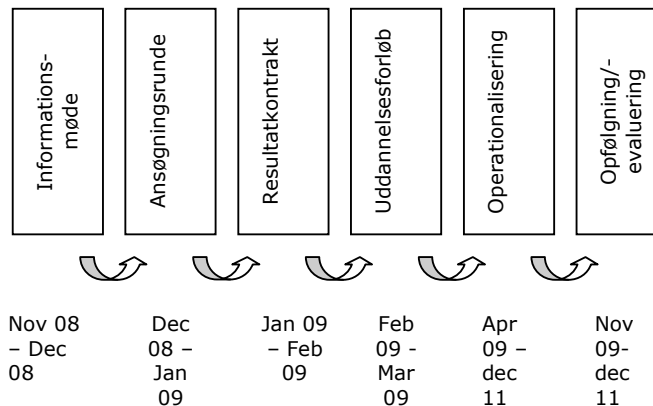 Informations-
møde
Ansøgningsrunde
Resultatkontrakt
Uddannelsesforløb
Operationalisering
Opfølgning/-
evaluering
Nov 08
– Dec
08
Dec
08 –
Jan
09
Jan 09
– Feb
09
Feb
09 -
Mar
09
Apr
09 –
dec
11
Nov
09-
dec
11